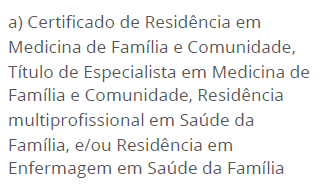 a) Certificado de Residência em
Medicina de Família e Comunidade,
Título de Especialista em Medicina de
Família e Comunidade, Residência
multiprofissional em Saúde da
Família, e/ou Residência em
Enfermagem em Saúde da Família